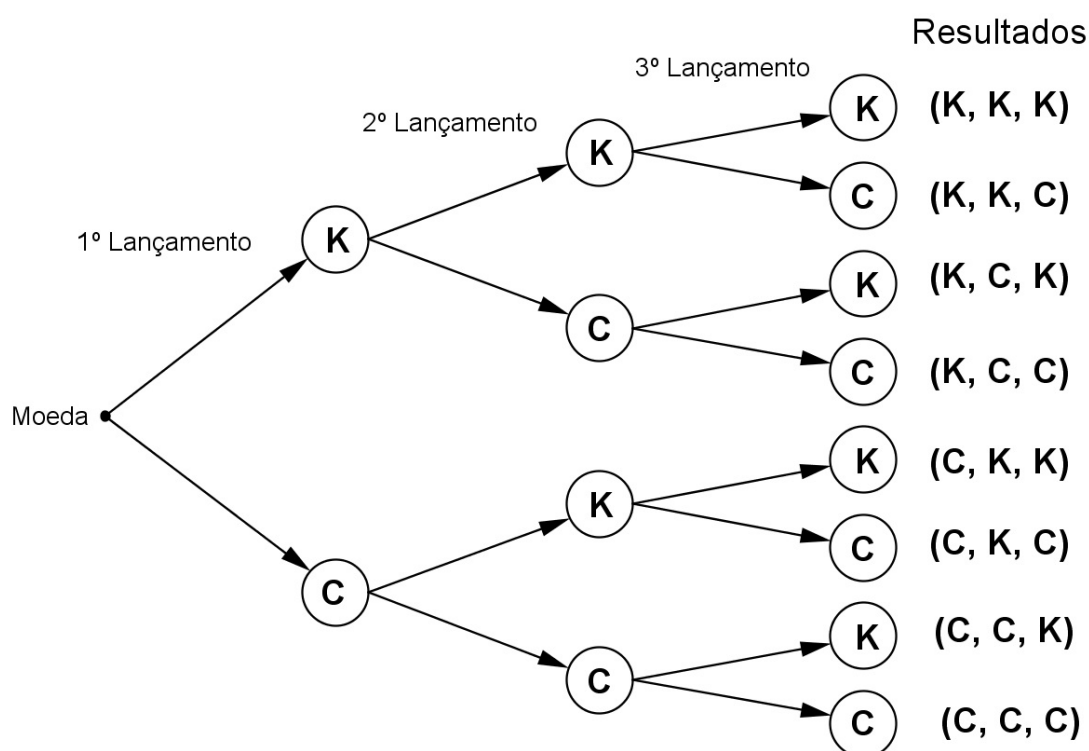 Resultados
3º Lançamento
K (K, K, K)
2º Lançamento
K
C (K, K, C)
1º Lançamento
K
K (K, C, K)
C
C (K, C, C)
Moeda
K (C, K, K)
K
C (C, K, C)
C
K (C, C, K)
C
C (C, C, C)